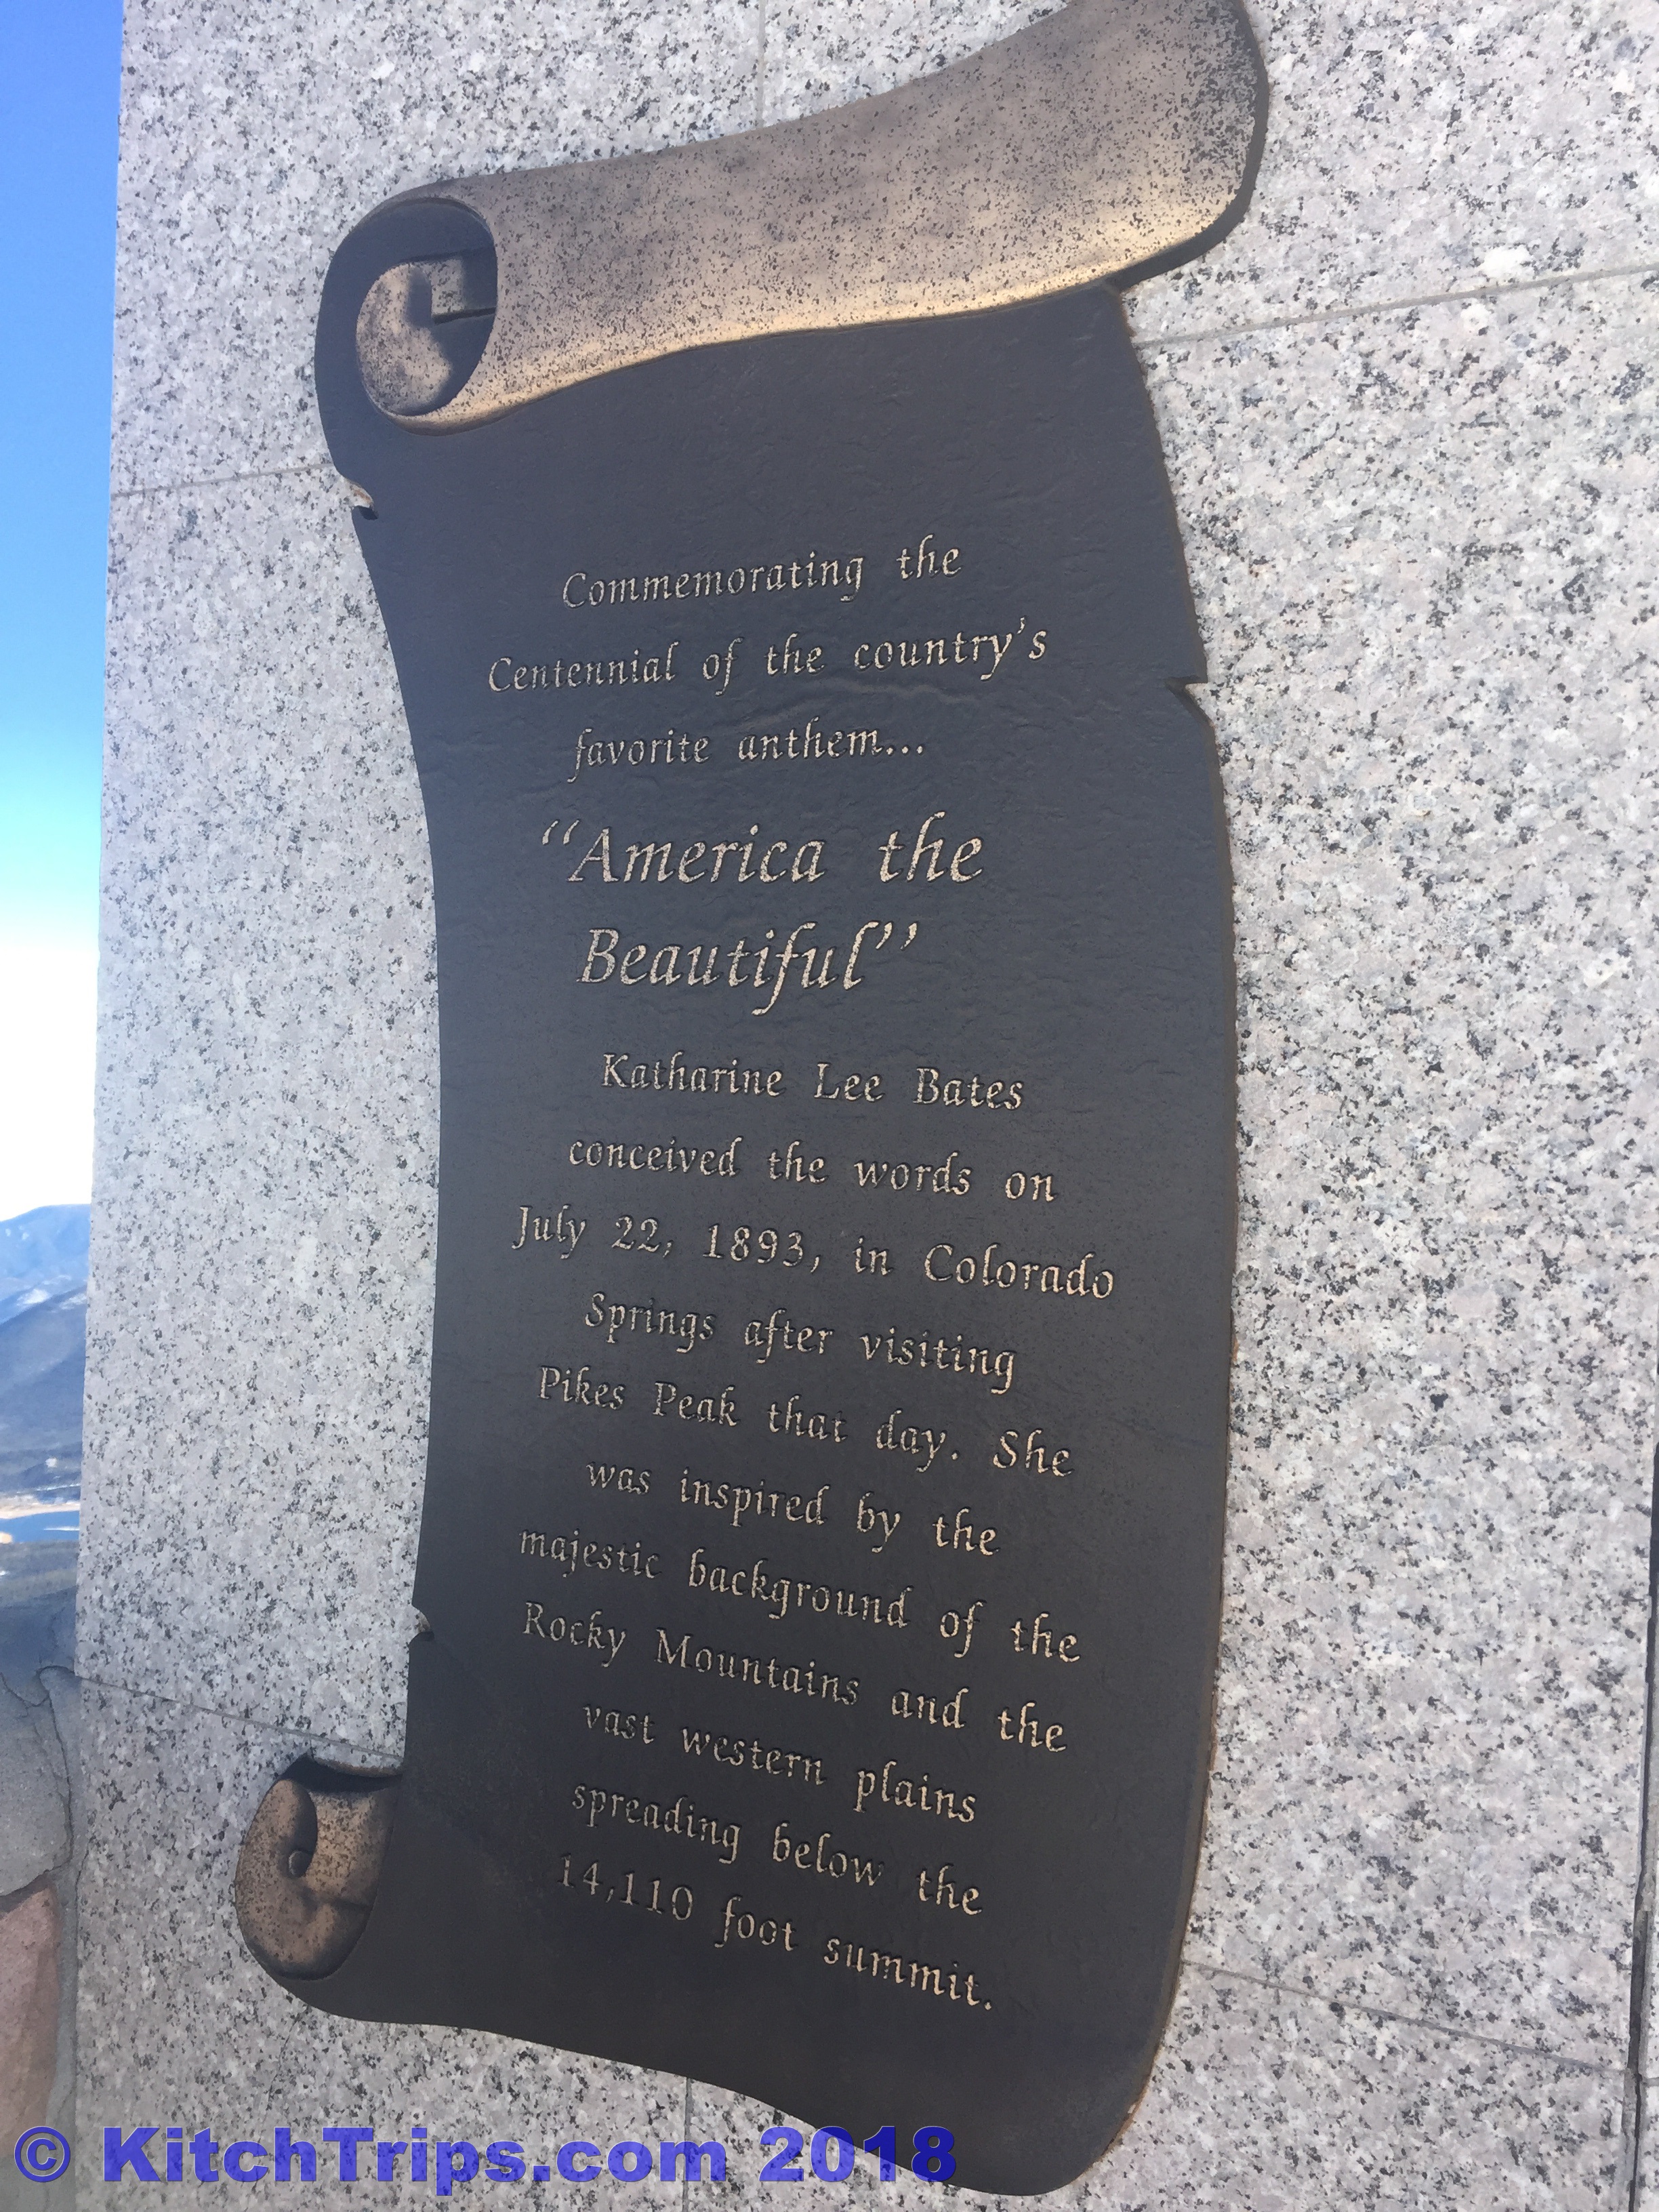 Commemorating the
Centennial of the country's
favorite anthem...
“America the
Beautiful”
Katharine Lee Bates
conceived the words on
July 22, 1893, in Colorado
Springs after visiting
Pikes Peak that day. She
was inspired by the
majestic background of the
Rocky Mountains and the
vast western plains
spreading below the
14,110 foot summit.
© KitchTrips.com 2018